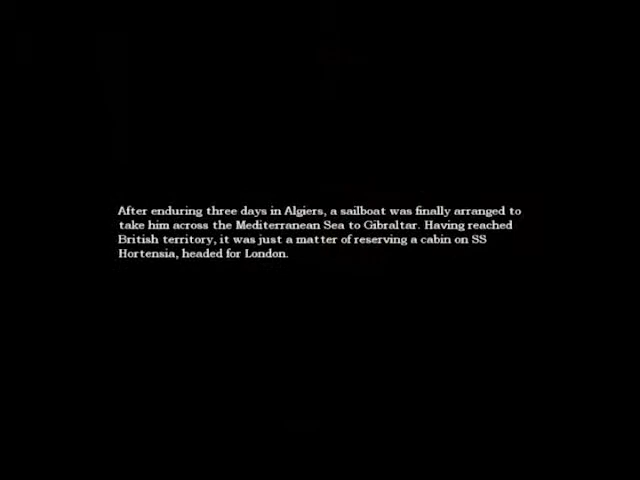 After enduring three days in Algiers, a sailboat was finally arranged to
take him across the Mediterranean Sea to Gibraltar. Having reached
British territory, it was just a matter of reserving a cabin on SS
Hortensia, headed for London.